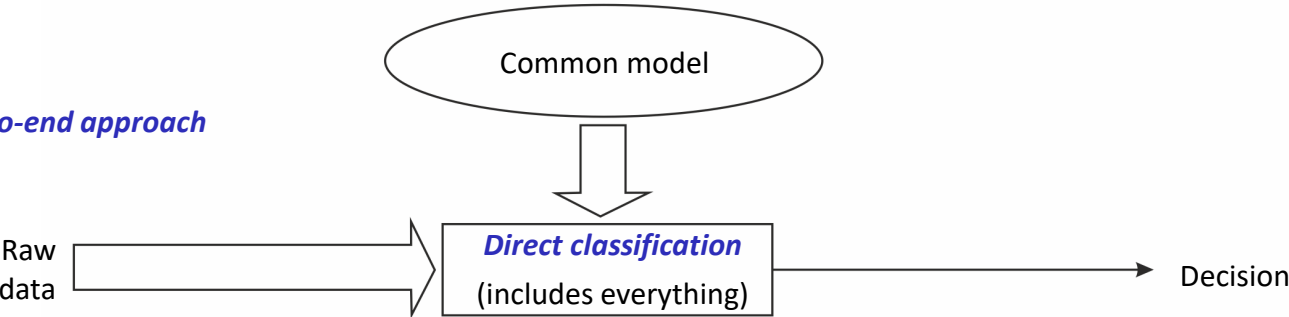 Common model
o-end approach
Raw
data
Direct classification
(includes everything)
Decision